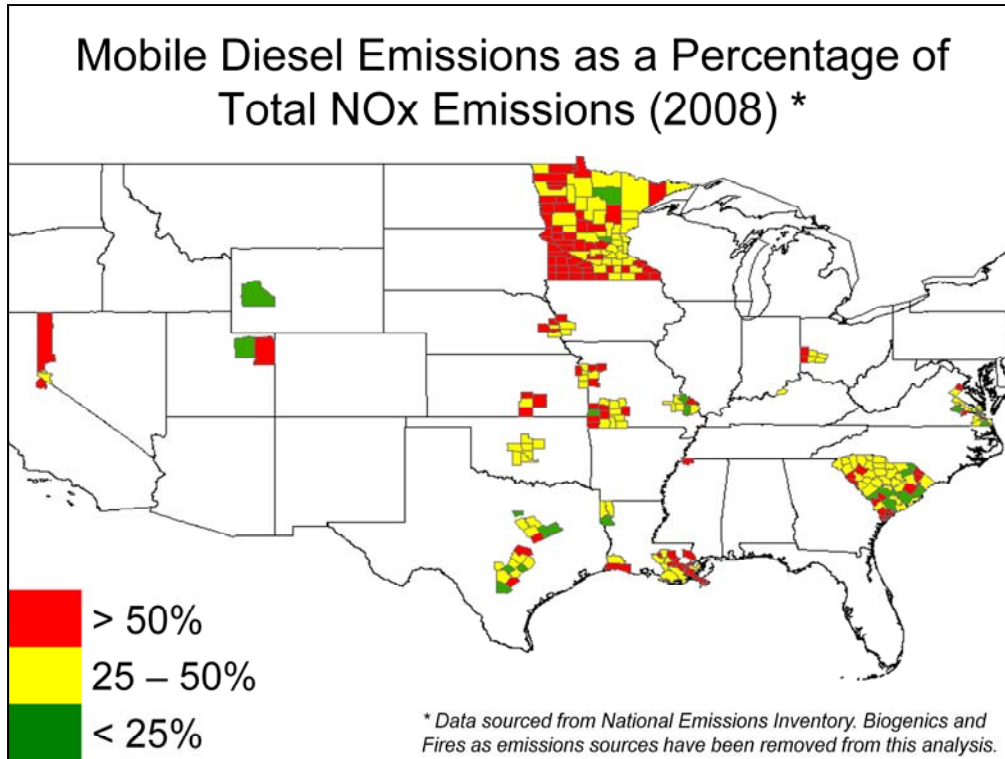 Mobile Diesel Emissions as a Percentage of
Total NOx Emissions (2008) *
> 50%
25 – 50%
< 25%
* Data sourced from National Emissions Inventory. Biogenics and
Fires as emissions sources have been removed from this analysis.